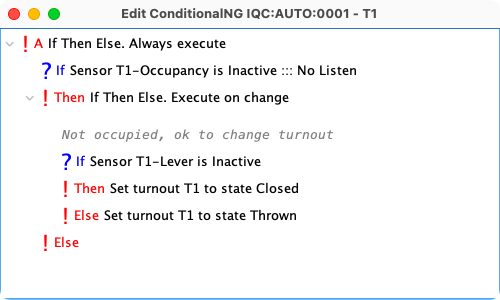 Edit ConditionalNG IQC:AUTO:0001 - T1
! A If Then Else. Always execute
? If Sensor T1-Occupancy is Inactive ::: No Listen
! Then If Then Else. Execute on change
Not occupied, ok to change turnout
? If Sensor T1-Lever is Inactive
! Then Set turnout T1 to state Closed
! Else Set turnout T1 to state Thrown
! Else